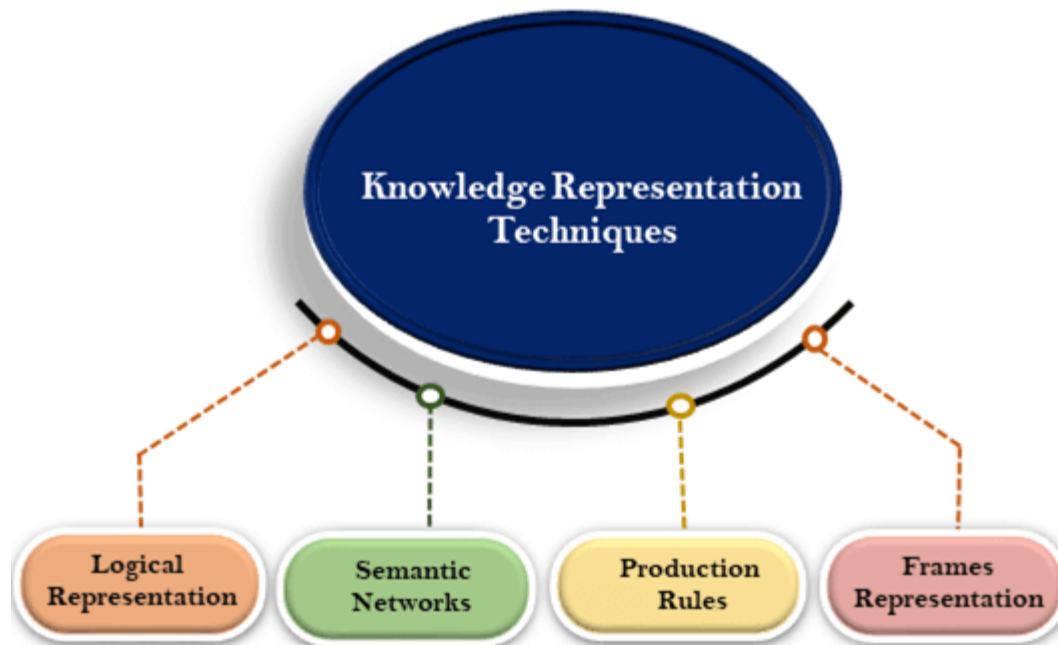 Knowledge Representation
Techniques
Logical
Representation
Semantic
Networks
Production
Rules
Frames
Representation